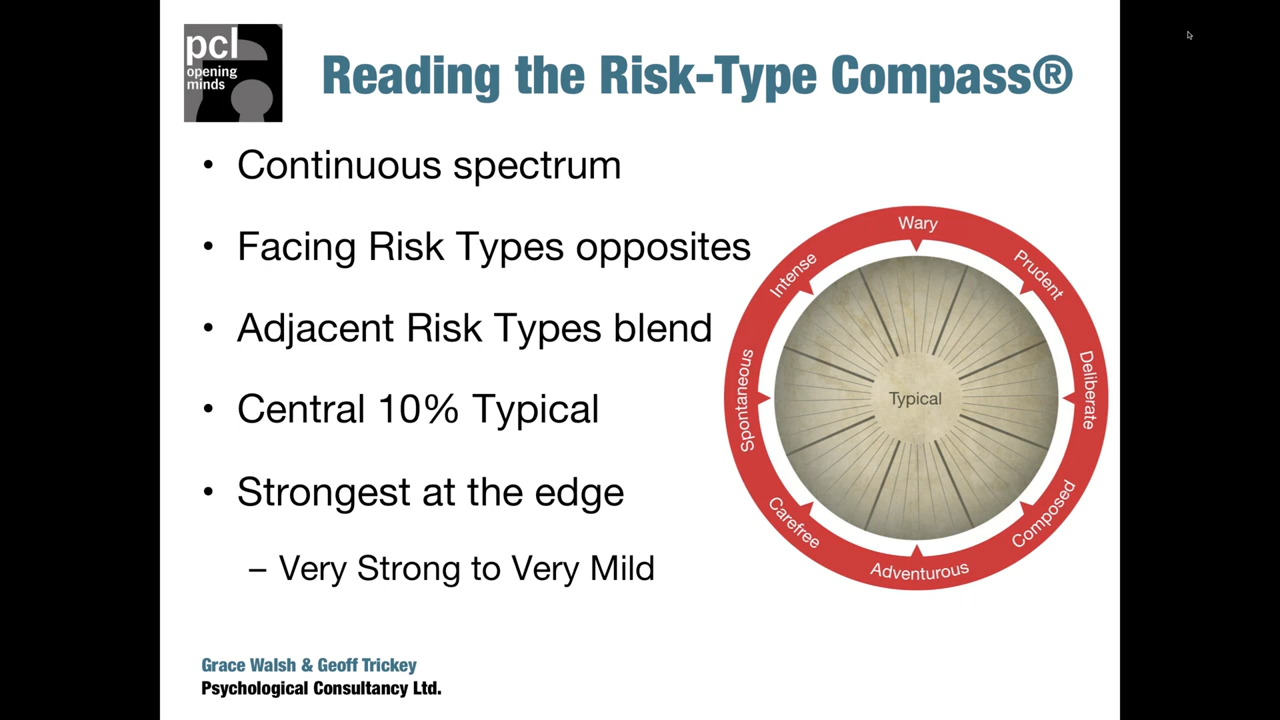 pcl
opening
minds
Reading the Risk-Type Compass®
• Continuous spectrum
• Facing Risk Types opposites
• Adjacent Risk Types blend
• Central 10% Typical
• Strongest at the edge
– Very Strong to Very Mild
Wary
Prudent
Deliberate
Composed
Adventurous
Carefree
Spontaneous
Intense
Typical
Grace Walsh & Geoff Trickey
Psychological Consultancy Ltd.